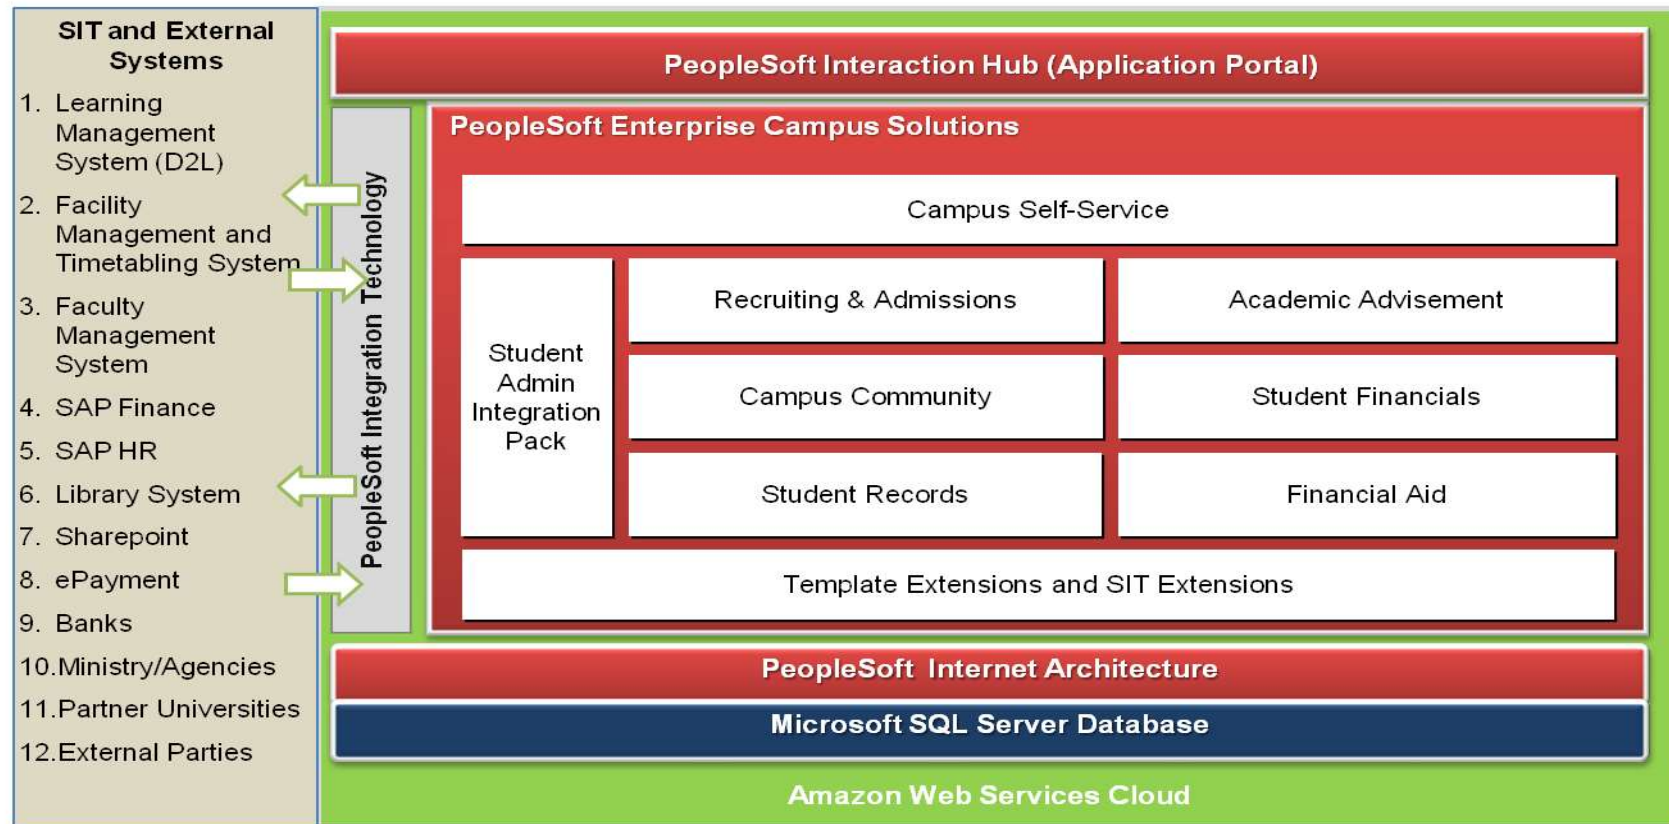 SIT and External
Systems
1. Learning
Management
System (D2L)
2. Facility
Management and
Timetabling System
3. Faculty
Management
System
4. SAP Finance
5. SAP HR
6. Library System
7. Sharepoint
8. ePayment
9. Banks
10.Ministry/Agencies
11.Partner Universities
12.External Parties
PeopleSoft Interaction Hub (Application Portal)
PeopleSoft Integration Technology
PeopleSoft Enterprise Campus Solutions
Campus Self-Service
Student
Admin
Integration
Pack
Recruiting & Admissions
Academic Advisement
Campus Community
Student Financials
Student Records
Financial Aid
Template Extensions and SIT Extensions
PeopleSoft Internet Architecture
Microsoft SQL Server Database
Amazon Web Services Cloud